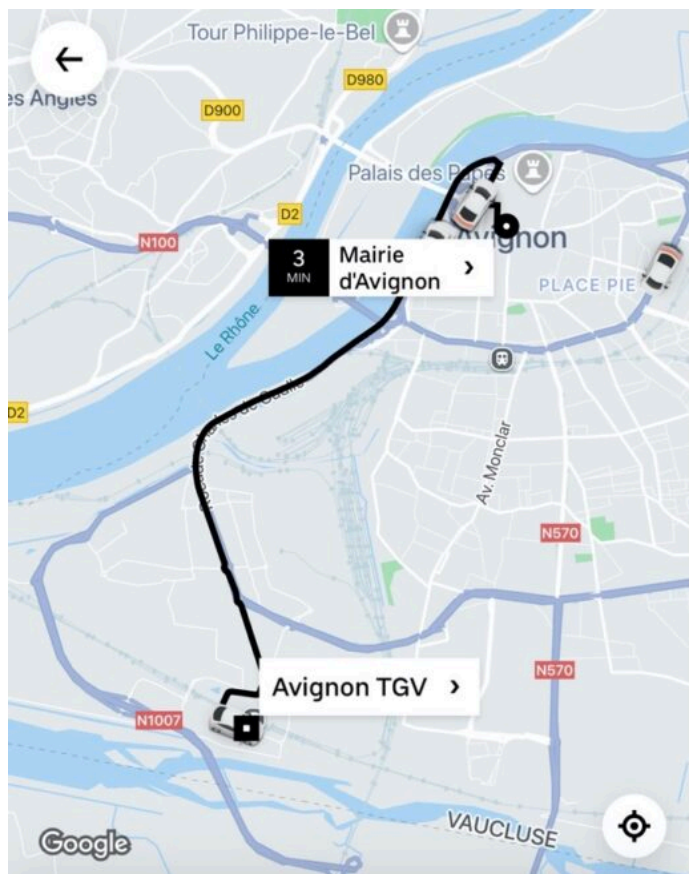 Tour Philippe-le-Bel
D980
es Angles
D900
Palais des Papes
D2
N100
3
MIN
Mairie
d'Avignon
Avignon
PLACE PIE
Le Rhône
D2
Av. Monclar
N570
Avignon TGV
N570
N1007
VAUCLUSE
Google